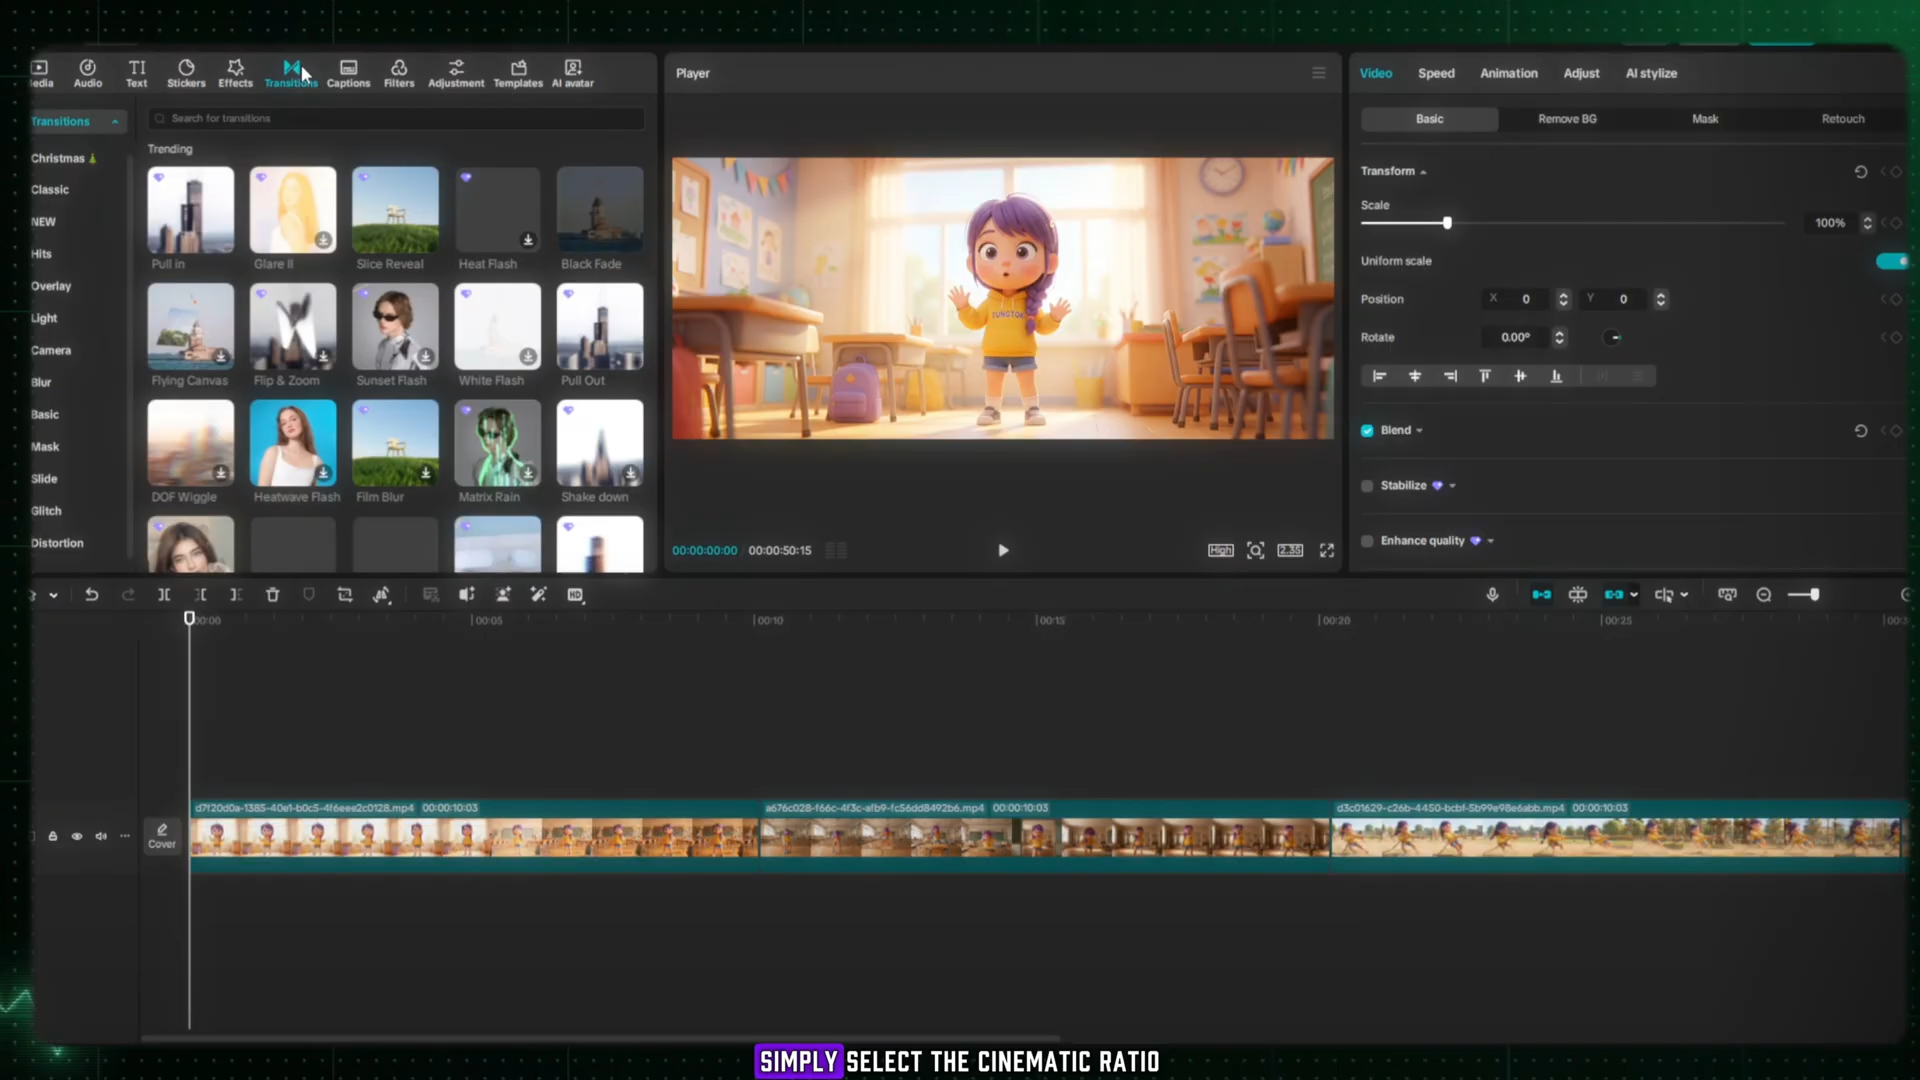 edia
Audio
Text
Stickers
Effects
Transitions
Captions
Filters
Adjustment
Templates
AI avatar
Transitions
Christmas
Classic
NEW
Hits
Overlay
Light
Camera
Blur
Basic
Mask
Slide
Glitch
Distortion
Search for transitions
Trending
Pull in
Glare II
Slice Reveal
Heat Flash
Black Fade
Flying Canvas
Flip & Zoom
Sunset Flash
White Flash
Pull Out
DOF Wiggle
Heatwave Flash
Film Blur
Matrix Rain
Shake down
Player
TUNGTOK
00:00:00:00 / 00:00:50:15
High
2.35
Video
Speed
Animation
Adjust
AI stylize
Basic
Remove BG
Mask
Retouch
Transform
Scale
100%
Uniform scale
Position
X 0
Y 0
Rotate
0.00°
Blend
Stabilize
Enhance quality
HD
00:00
00:05
00:10
00:15
00:20
00:25
Cover
d7f20d0a-1385-40e1-b0c5-4f6eee2c0128.mp4 00:00:10:03
a676c028-f66c-4f3c-afb9-fc56dd8492b6.mp4 00:00:10:03
d3c01629-c26b-4450-bcbf-5b99e98e6abb.mp4 00:00:10:03
SIMPLY SELECT THE CINEMATIC RATIO